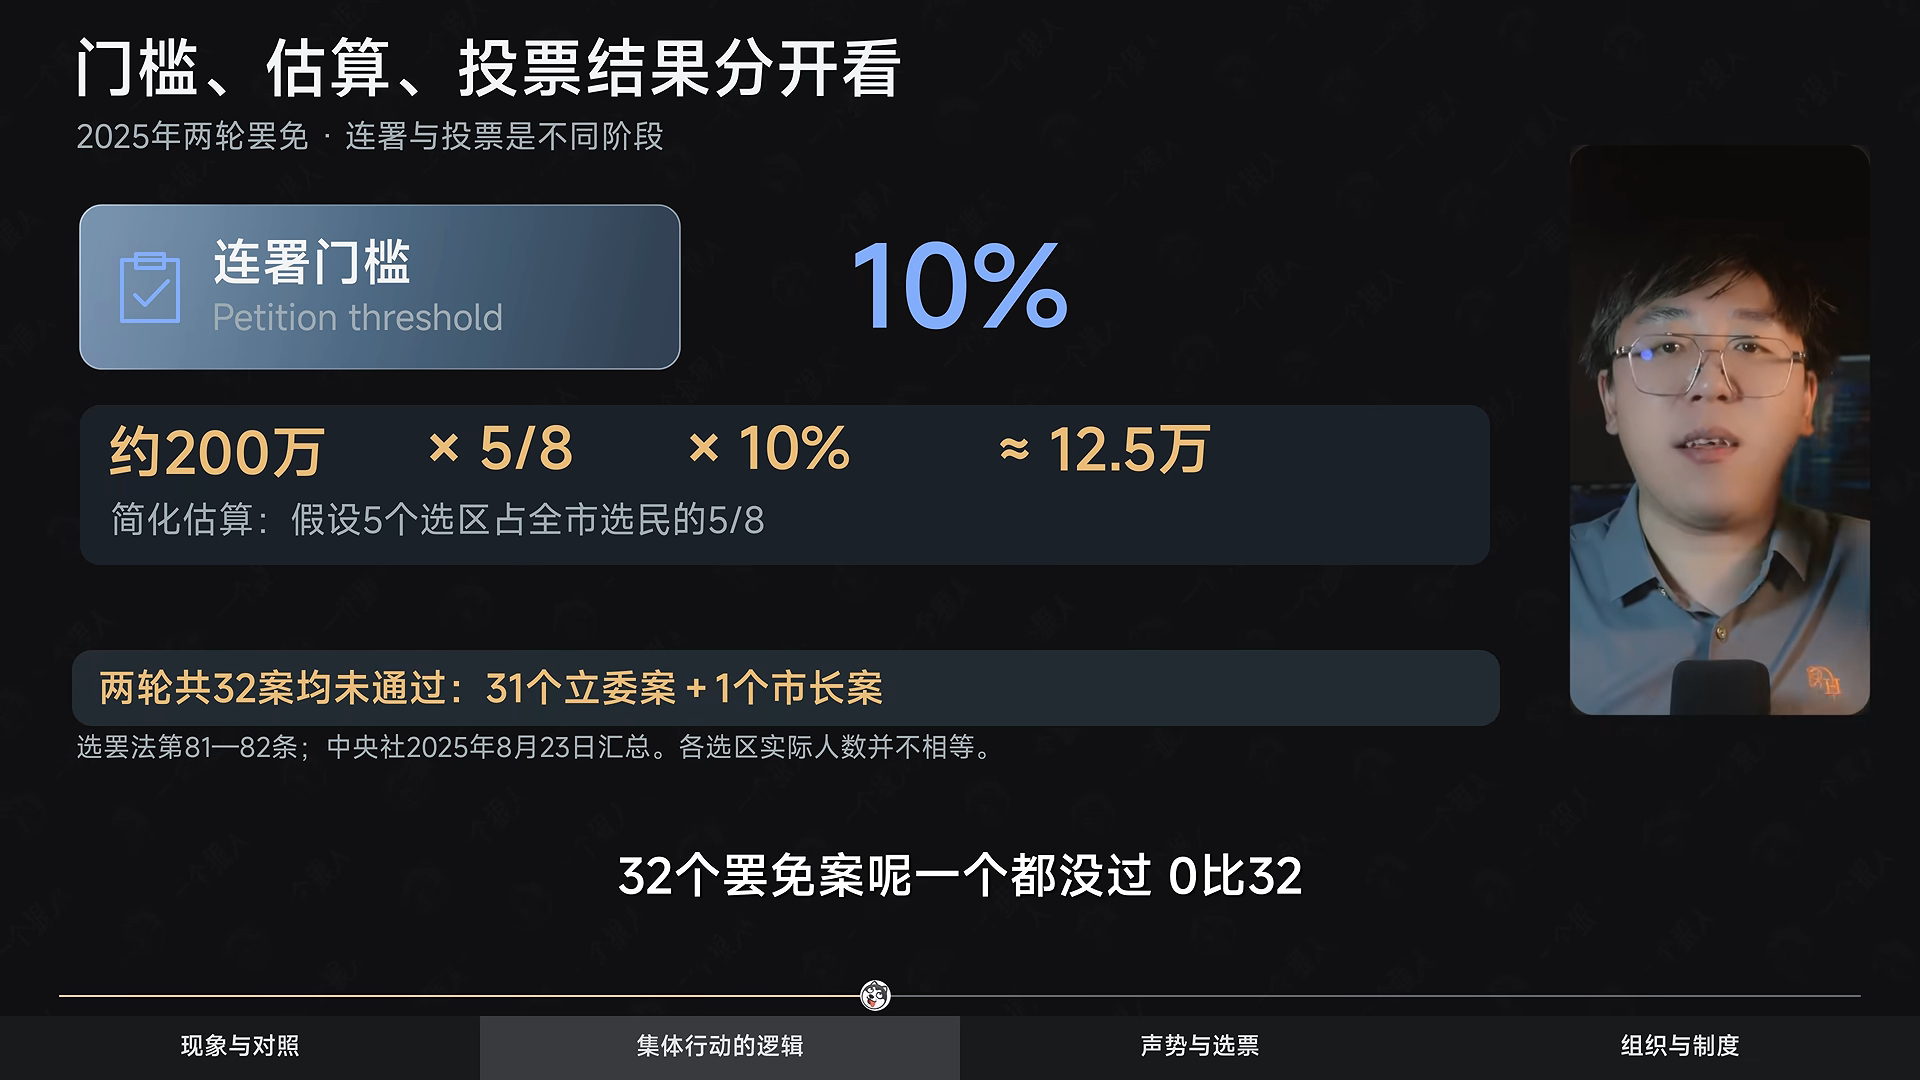 门槛、估算、投票结果分开看
2025年两轮罢免 · 连署与投票是不同阶段
连署门槛
Petition threshold
10%
约200万 × 5/8 × 10% ≈ 12.5万
简化估算：假设5个选区占全市选民的5/8
两轮共32案均未通过：31个立委案 + 1个市长案
选罢法第81—82条；中央社2025年8月23日汇总。各选区实际人数并不相等。
32个罢免案呢一个都没过 0比32
现象与对照
集体行动的逻辑
声势与选票
组织与制度